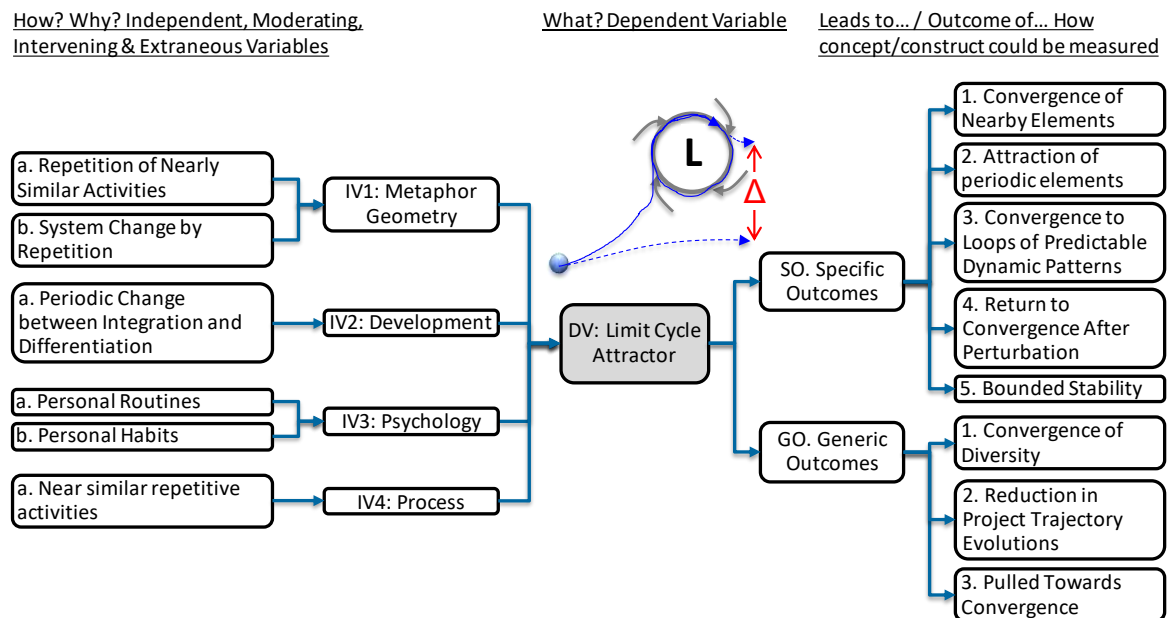 How? Why? Independent, Moderating,
Intervening & Extraneous Variables
What? Dependent Variable
Leads to... / Outcome of... How
concept/construct could be measured
a. Repetition of Nearly
Similar Activities
b. System Change by
Repetition
a. Periodic Change
between Integration and
Differentiation
a. Personal Routines
b. Personal Habits
a. Near similar repetitive
activities
IV1: Metaphor
Geometry
IV2: Development
IV3: Psychology
IV4: Process
L
Δ
DV: Limit Cycle
Attractor
SO. Specific
Outcomes
GO. Generic
Outcomes
1. Convergence of
Nearby Elements
2. Attraction of
periodic elements
3. Convergence to
Loops of Predictable
Dynamic Patterns
4. Return to
Convergence After
Perturbation
5. Bounded Stability
1. Convergence of
Diversity
2. Reduction in
Project Trajectory
Evolutions
3. Pulled Towards
Convergence